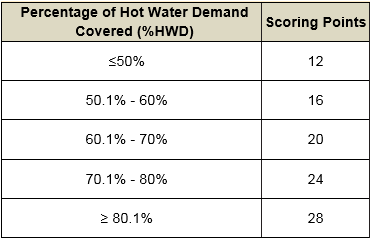 Percentage of Hot Water Demand
Covered (%HWD)
Scoring Points
≤50%
12
50.1% - 60%
16
60.1% - 70%
20
70.1% - 80%
24
≥ 80.1%
28